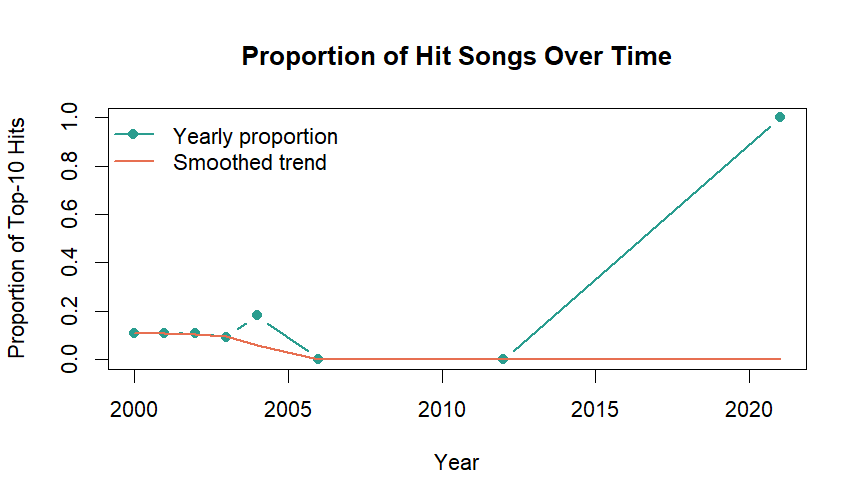 Proportion of Hit Songs Over Time
Proportion of Top-10 Hits
1.0
0.8
0.6
0.4
0.2
0.0
Yearly proportion
Smoothed trend
2000 2005 2010 2015 2020
Year